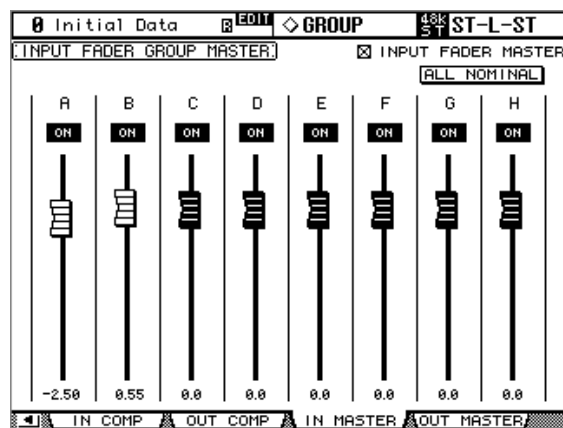 0 Initial Data EDIT GROUP 48k ST ST-L-ST
INPUT FADER GROUP MASTER INPUT FADER MASTER
ALL NOMINAL
A B C D E F G H
ON ON ON ON ON ON ON ON
-2.50 0.55 0.0 0.0 0.0 0.0 0.0 0.0
IN COMP OUT COMP IN MASTER OUT MASTER